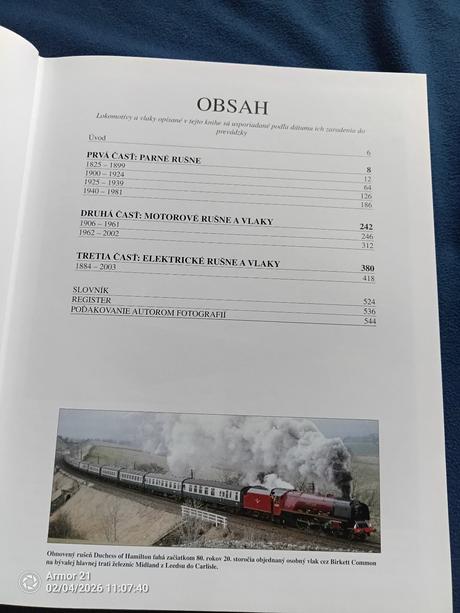 OBSAH
Lokomotívy a vlaky opísané v tejto knihe sú usporiadané podľa dátumu ich zaradenia do
prevádzky
Úvod 6
PRVÁ ČASŤ: PARNÉ RUŠNE 8
1825 – 1899 12
1900 – 1924 64
1925 – 1939 126
1940 – 1981 186
DRUHÁ ČASŤ: MOTOROVÉ RUŠNE A VLAKY 242
1906 – 1961 246
1962 – 2002 312
TRETIA ČASŤ: ELEKTRICKÉ RUŠNE A VLAKY 380
1884 – 2003 418
SLOVNÍK 524
REGISTER 536
POĎAKOVANIE AUTOROM FOTOGRAFIÍ 544
Obnovený rušeň Duchess of Hamilton ťahá začiatkom 80. rokov 20. storočia objednaný osobný vlak cez Birkett Common
na bývalej hlavnej trati železníc Midland z Leedsu do Carlisle.
Armor 21
02/04/2026 11:07AM